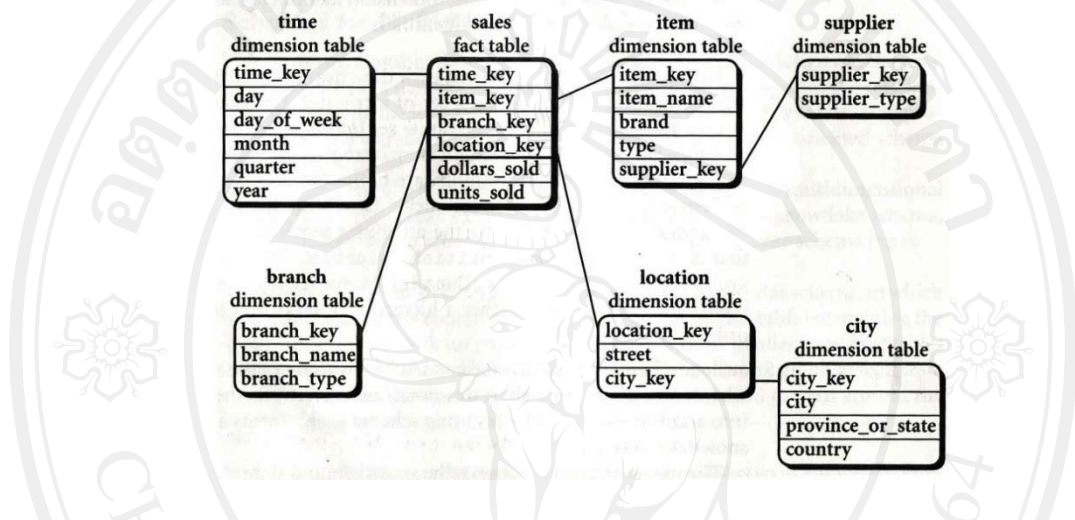 time
dimension table
time_key
day
day_of_week
month
quarter
year
sales
fact table
time_key
item_key
branch_key
location_key
dollars_sold
units_sold
item
dimension table
item_key
item_name
brand
type
supplier_key
supplier
dimension table
supplier_key
supplier_type
branch
dimension table
branch_key
branch_name
branch_type
location
dimension table
location_key
street
city_key
city
dimension table
city_key
city
province_or_state
country